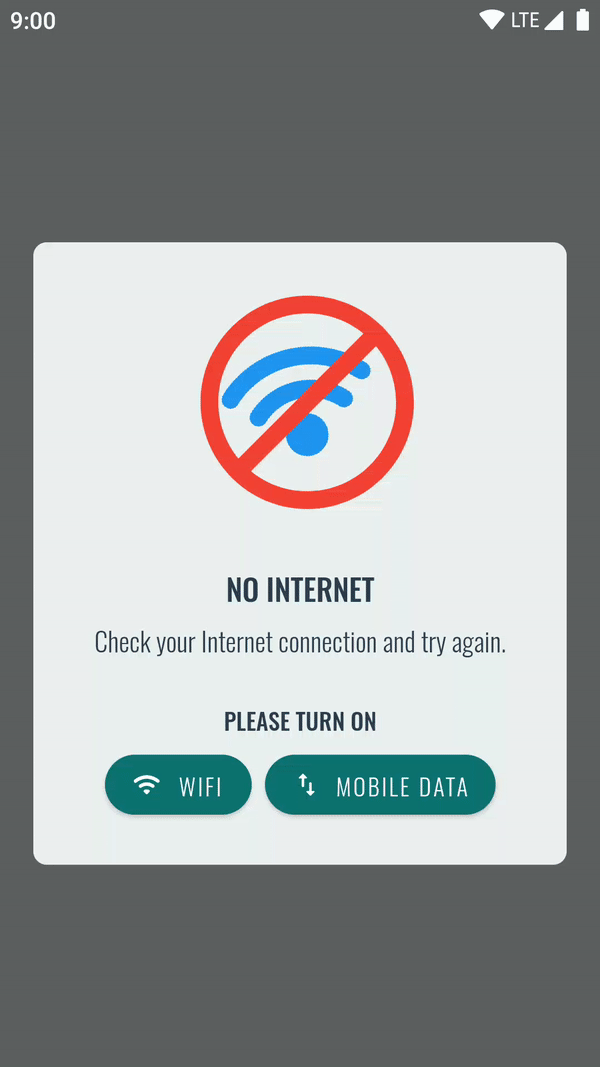 9:00 LTE
NO INTERNET
Check your Internet connection and try again.
PLEASE TURN ON
WIFI MOBILE DATA